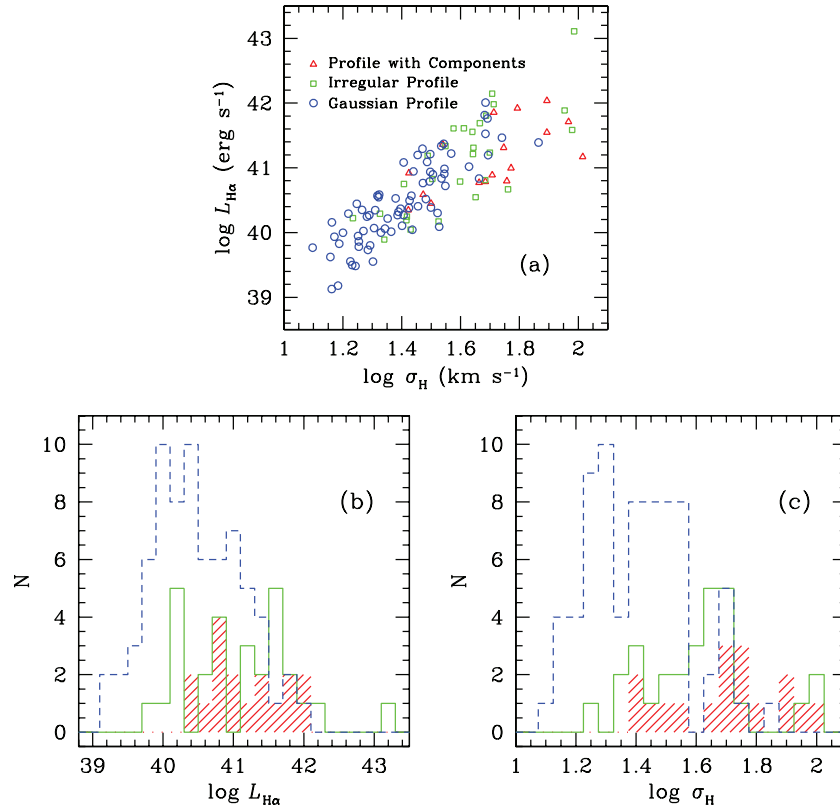 43
42
41
40
39
log L_Hα (erg s⁻¹)
Profile with Components
Irregular Profile
Gaussian Profile
(a)
1 1.2 1.4 1.6 1.8 2
log σ_H (km s⁻¹)
10
8
6
4
2
0
N
(b)
39 40 41 42 43
log L_Hα
10
8
6
4
2
0
N
(c)
1 1.2 1.4 1.6 1.8 2
log σ_H